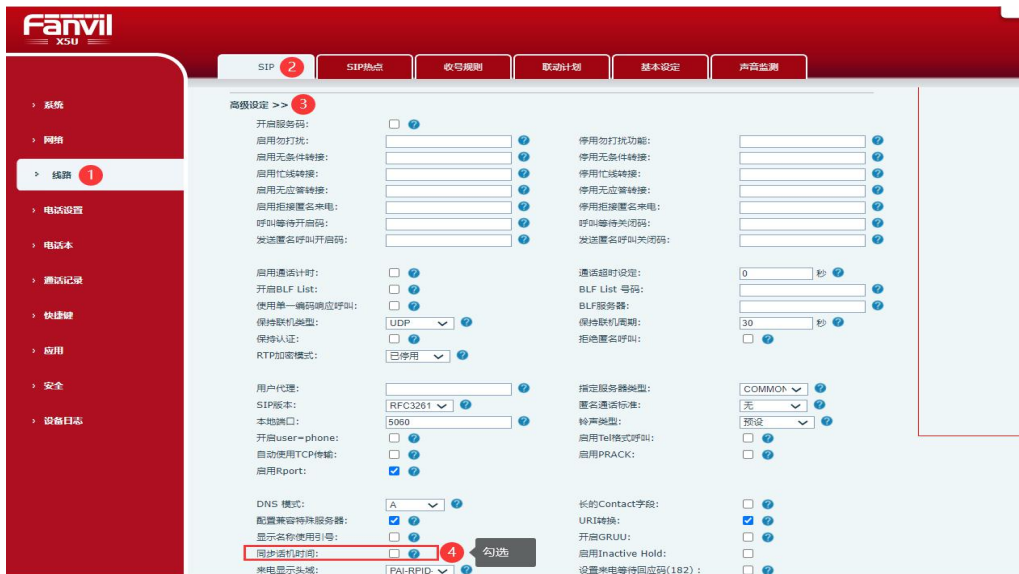 Fanvil
X5U
SIP 2 SIP热点 收号规则 联动计划 基本设定 声音监测
› 系统
› 网络
› 线路 1
› 电话设置
› 电话本
› 通话记录
› 快捷键
› 应用
› 安全
› 设备日志
高级设定 >> 3
开启服务码: ?
启用勿打扰: ? 停用勿打扰功能: ?
启用无条件转接: ? 停用无条件转接: ?
启用忙线转接: ? 停用忙线转接: ?
启用无应答转接: ? 停用无应答转接: ?
启用拒接匿名来电: ? 停用拒接匿名来电: ?
呼叫等待开启码: ? 呼叫等待关闭码: ?
发送匿名呼叫开启码: ? 发送匿名呼叫关闭码: ?
启用通话计时: ? 通话超时设定: 0 秒 ?
开启BLF List: ? BLF List 号码: ?
使用单一编码响应呼叫: ? BLF服务器: ?
保持联机类型: UDP ? 保持联机周期: 30 秒 ?
保持认证: ? 拒绝匿名呼叫: ?
RTP加密模式: 已停用 ?
用户代理: ? 指定服务器类型: COMMON ?
SIP版本: RFC3261 ? 匿名通话标准: 无 ?
本地端口: 5060 ? 铃声类型: 预设 ?
开启user=phone: ? 启用Tel格式呼叫: ?
自动使用TCP传输: ? 启用PRACK: ?
启用Rport: ?
DNS 模式: A ? 长的Contact字段: ?
配置兼容特殊服务器: ? URI转换: ?
显示名称使用引号: ? 开启GRUU: ?
同步话机时间: ? 4 勾选 启用Inactive Hold:
来电显示头域: PAI-RPID- ? 设置来电等待回应码(182) : ?